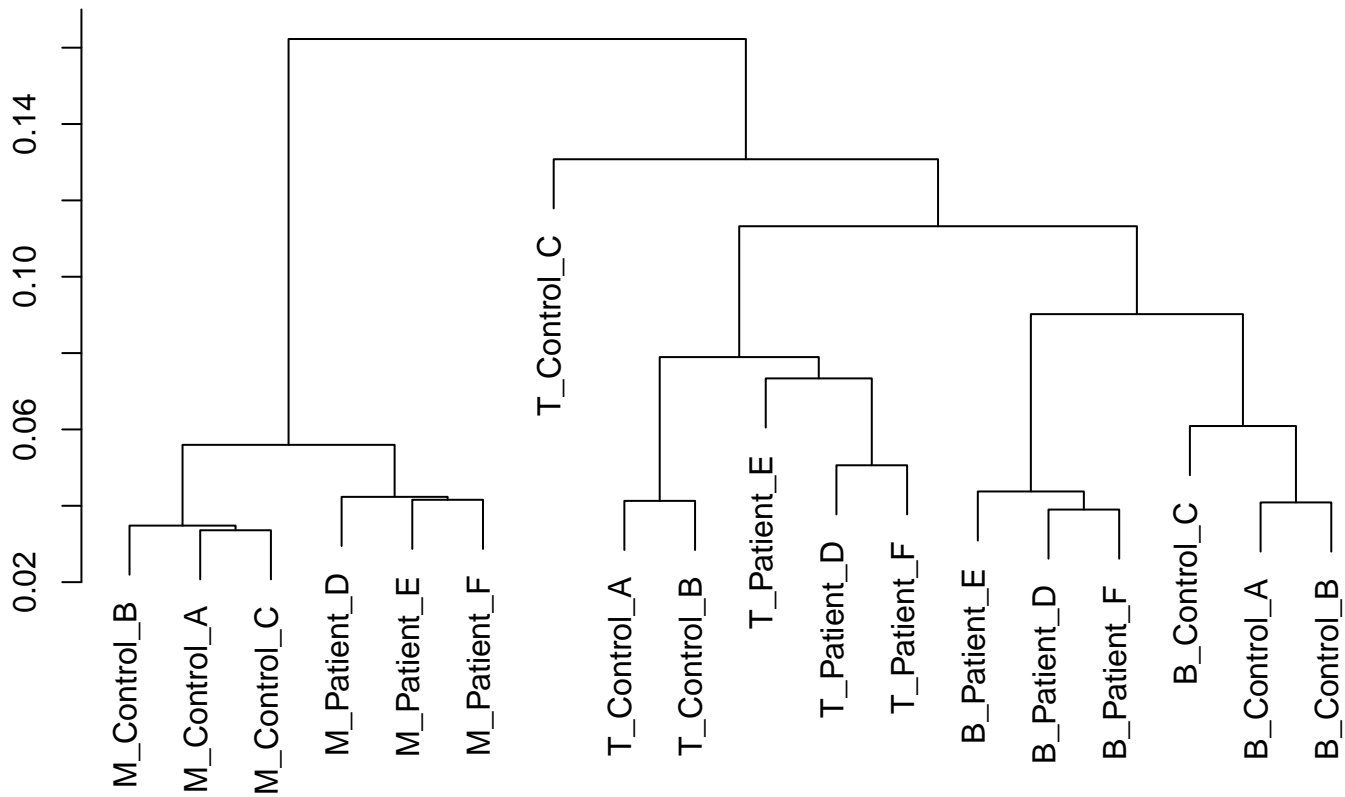 0.14
0.10
0.06
0.02
M_Control_B
M_Control_A
M_Control_C
M_Patient_D
M_Patient_E
M_Patient_F
T_Control_C
T_Control_A
T_Control_B
T_Patient_E
T_Patient_D
T_Patient_F
B_Patient_E
B_Patient_D
B_Patient_F
B_Control_C
B_Control_A
B_Control_B